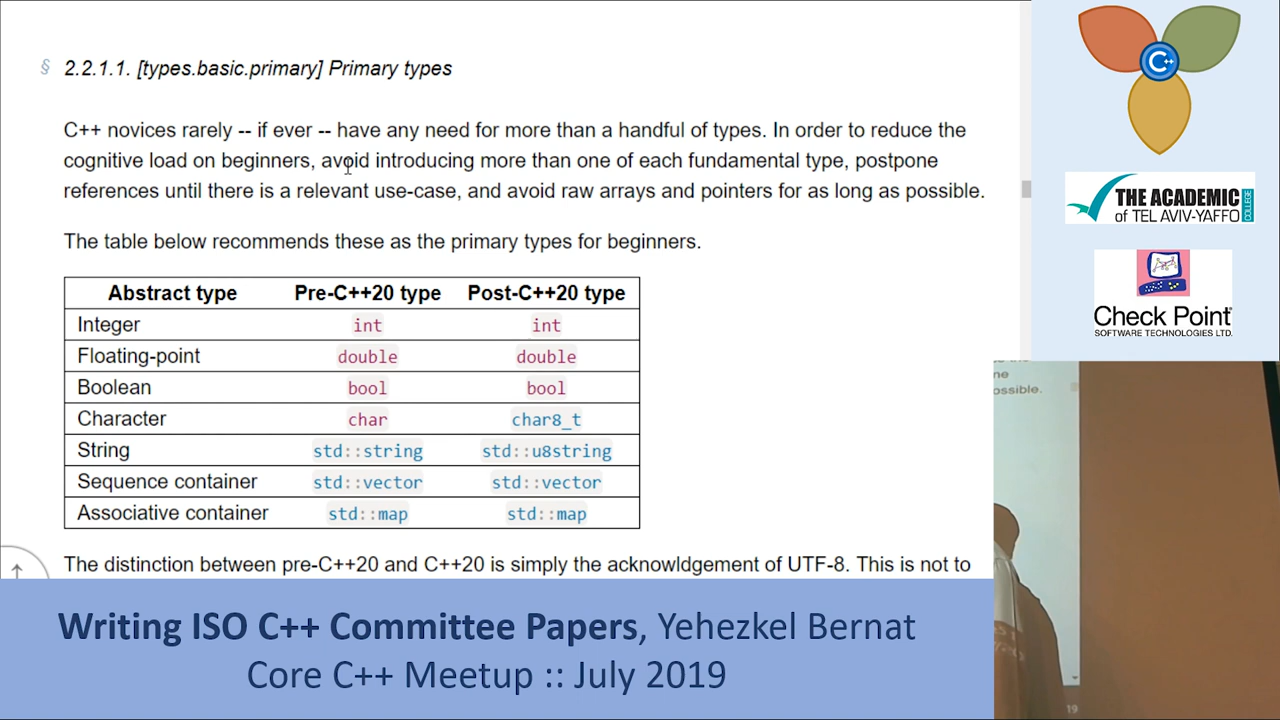 § 2.2.1.1. [types.basic.primary] Primary types
C++ novices rarely -- if ever -- have any need for more than a handful of types. In order to reduce the
cognitive load on beginners, avoid introducing more than one of each fundamental type, postpone
references until there is a relevant use-case, and avoid raw arrays and pointers for as long as possible.
The table below recommends these as the primary types for beginners.
Abstract type Pre-C++20 type Post-C++20 type
Integer int int
Floating-point double double
Boolean bool bool
Character char char8_t
String std::string std::u8string
Sequence container std::vector std::vector
Associative container std::map std::map
The distinction between pre-C++20 and C++20 is simply the acknowldgement of UTF-8. This is not to
Writing ISO C++ Committee Papers, Yehezkel Bernat
Core C++ Meetup :: July 2019
C++
THE ACADEMIC
of TEL AVIV-YAFFO
COLLEGE
Check Point
SOFTWARE TECHNOLOGIES LTD.
ne
ossible.
19